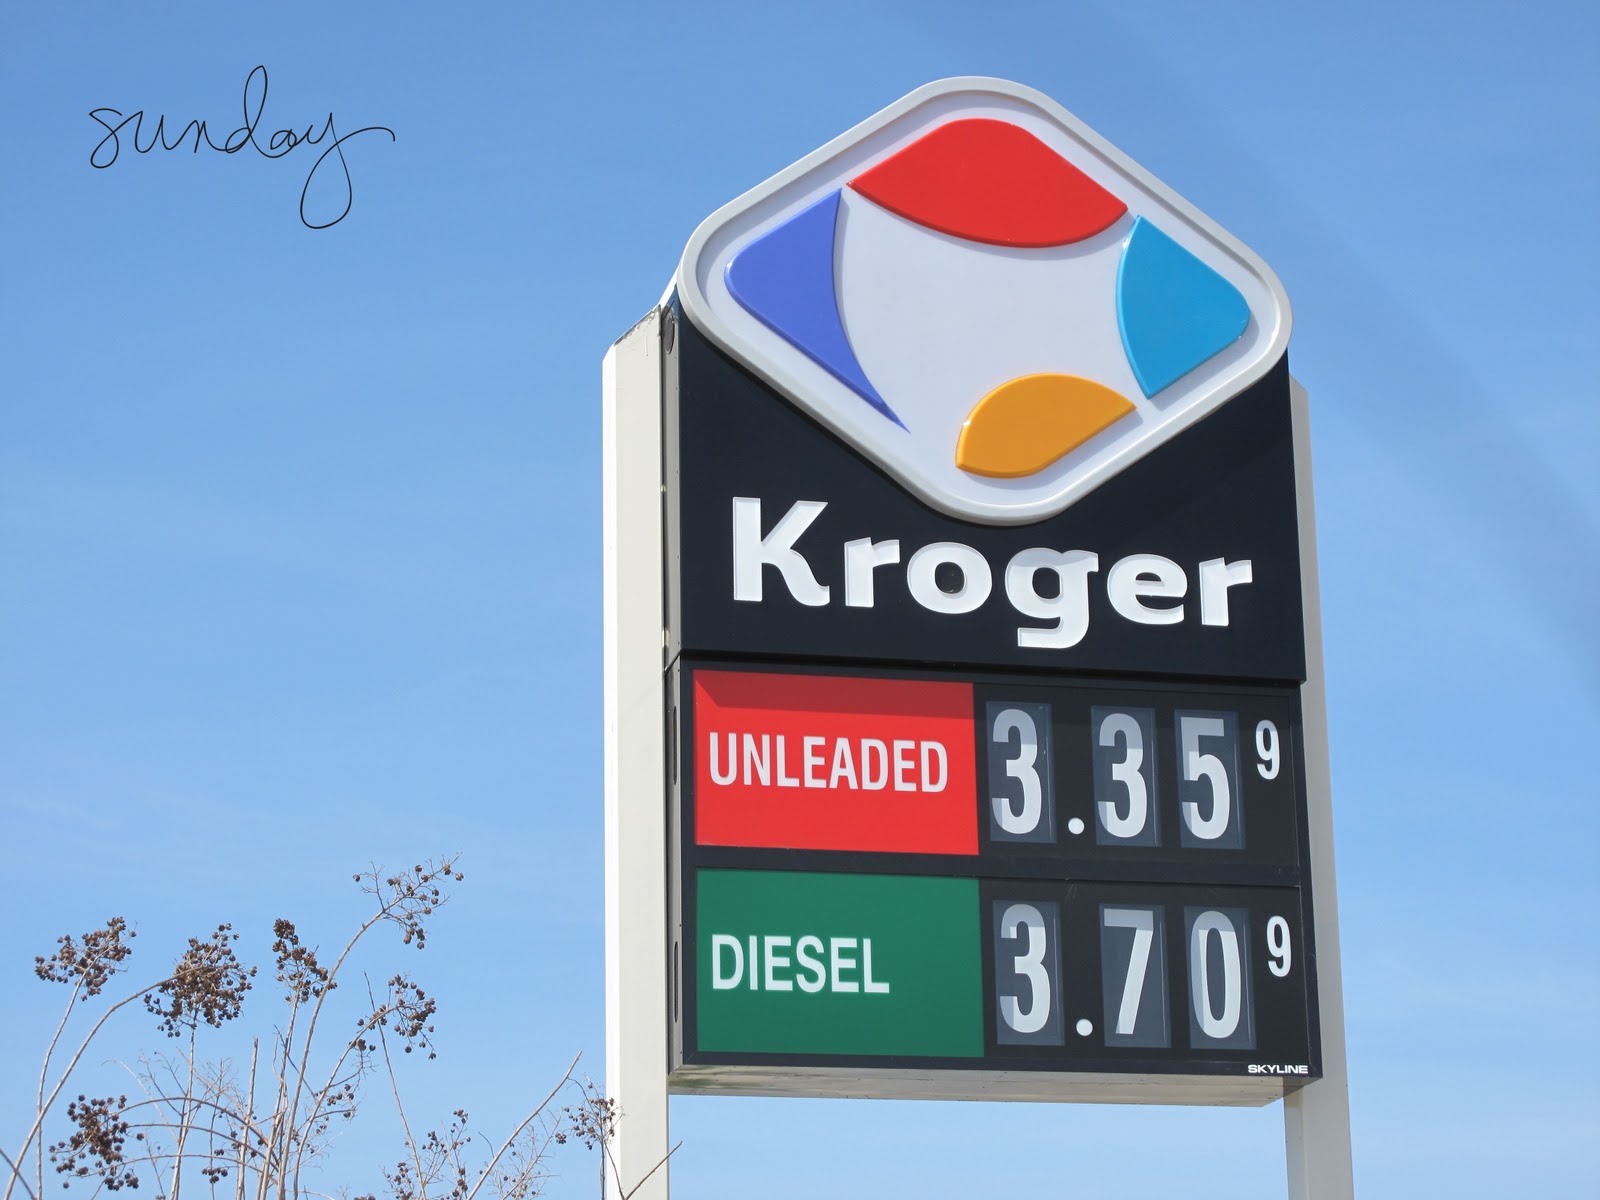 sunday
Kroger
UNLEADED 3.35 9
DIESEL 3.70 9
SKYLINE